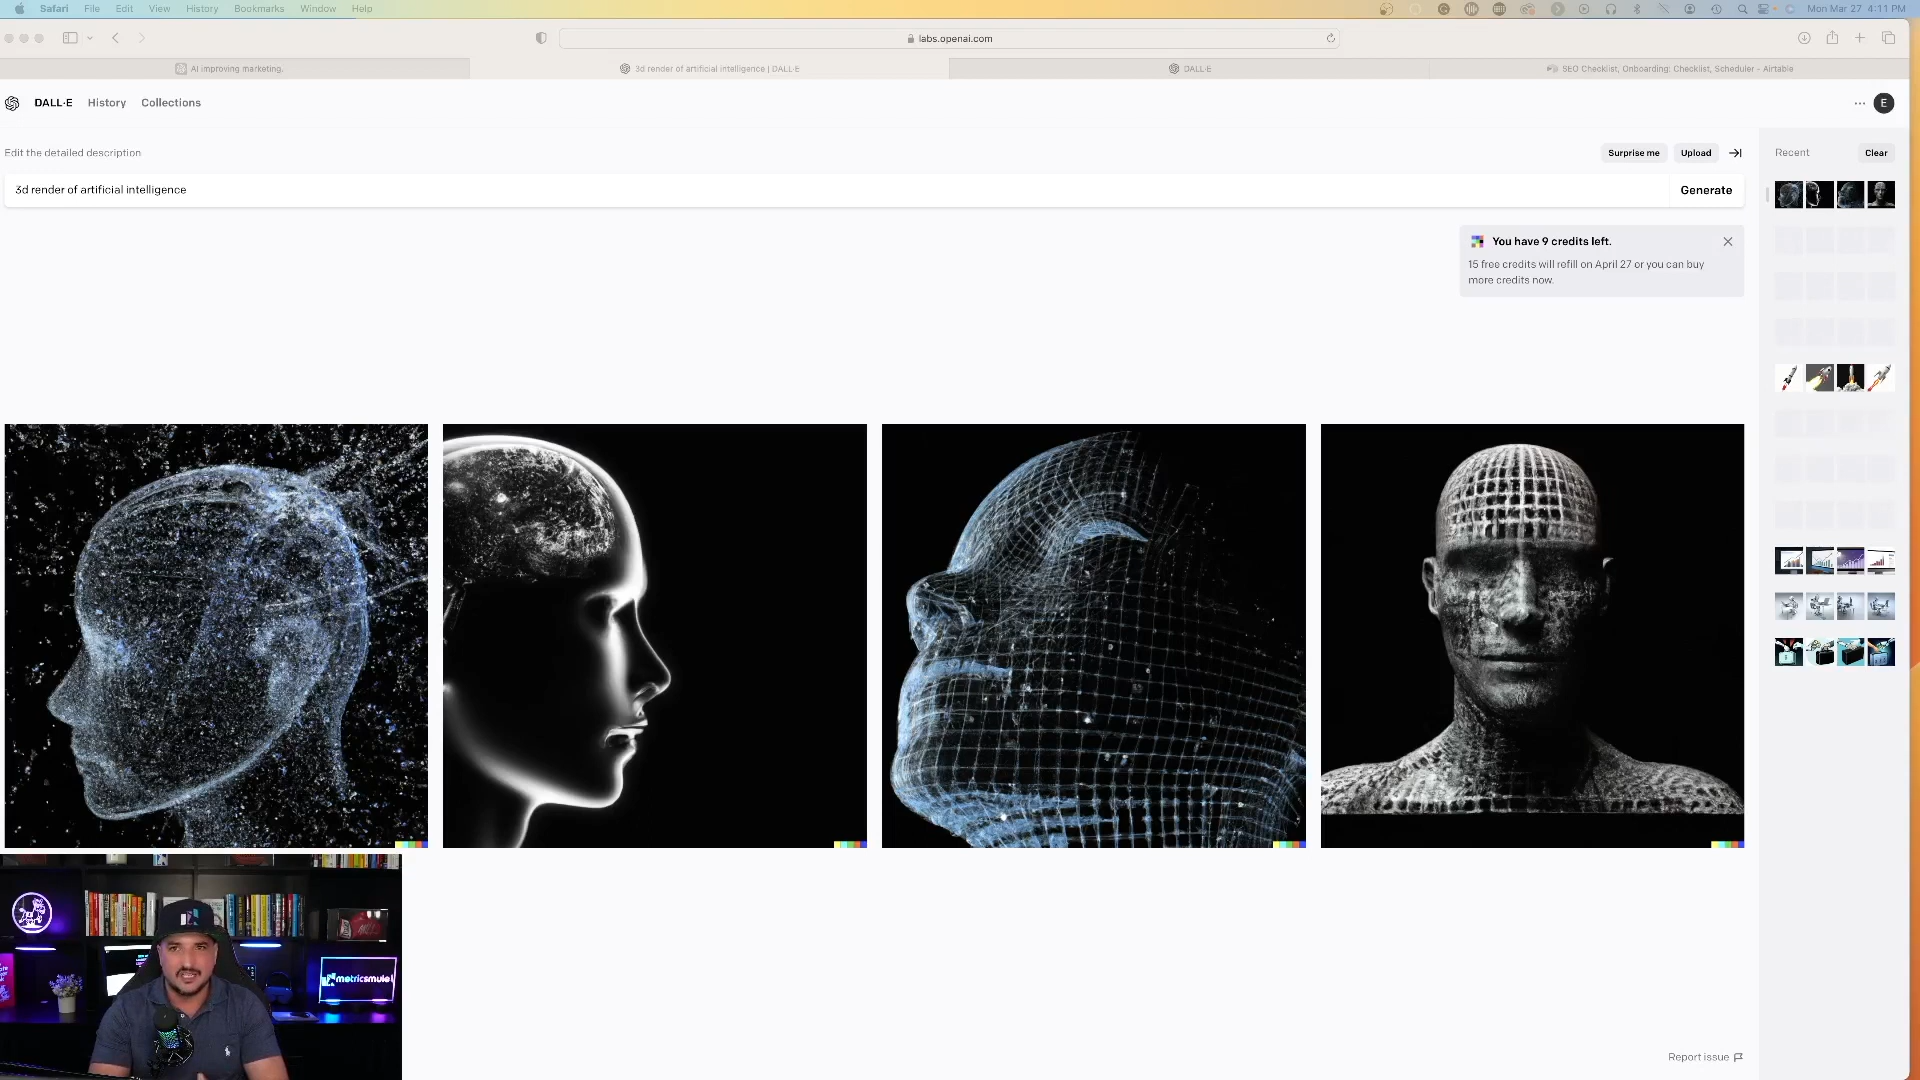 Safari File Edit View History Bookmarks Window Help
Mon Mar 27 4:11 PM
labs.openai.com
AI improving marketing.
3d render of artificial intelligence | DALL·E
DALL·E
SEO Checklist, Onboarding: Checklist, Scheduler - Airtable
DALL·E History Collections
E
Edit the detailed description
Surprise me
Upload
Recent
Clear
3d render of artificial intelligence
Generate
You have 9 credits left.
15 free credits will refill on April 27 or you can buy
more credits now.
metricsmule
Report issue